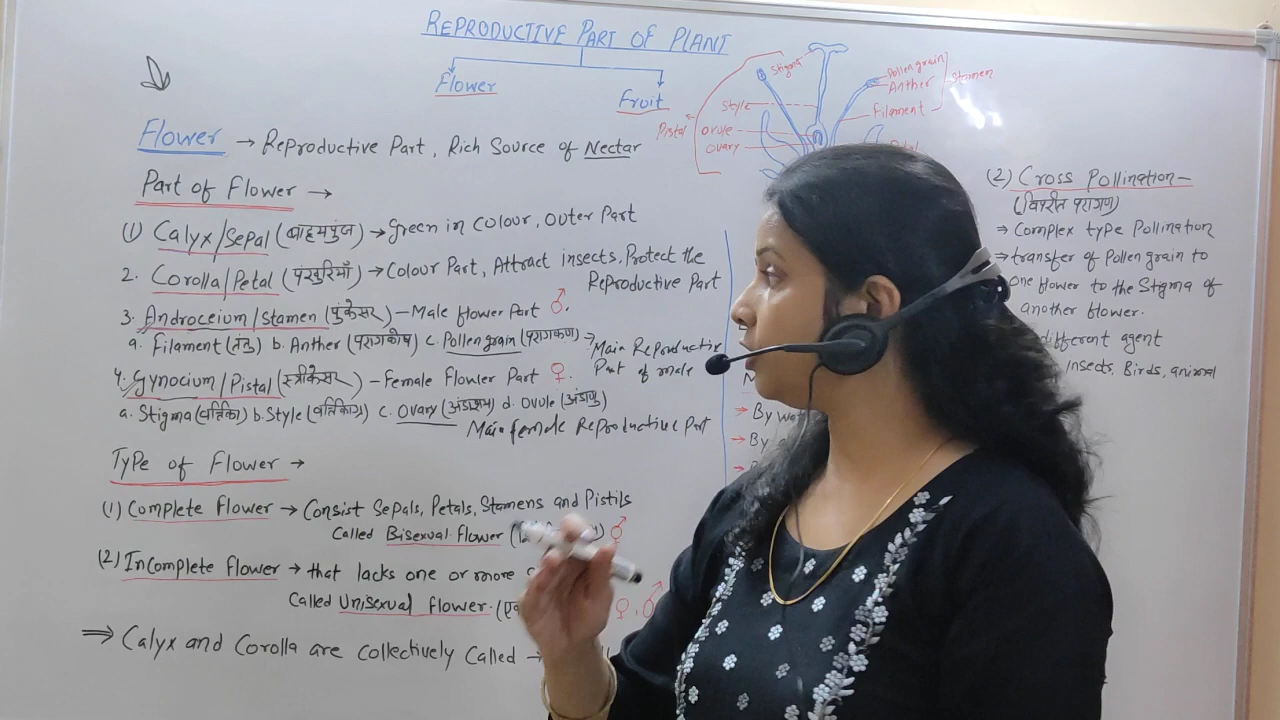 REPRODUCTIVE PART OF PLANT
Flower
Fruit
Flower → Reproductive Part, Rich Source of Nectar
Part of Flower →
(1) Calyx/Sepal (बाह्यपुंज) → Green in Colour, Outer Part
2. Corolla/Petal (पंखुरियाँ) → Colour Part, Attract insects, Protect the
Reproductive Part
3. Androceium/Stamen (पुंकेसर) – Male flower Part ♂.
a. Filament (तंतु) b. Anther (परागकोष) c. Pollen grain (परागकण) →
Main Reproductive
Part of male
4. Gynocium/Pistal (स्त्रीकेसर) – Female Flower Part ♀.
a. Stigma (वर्तिका) b. Style (वर्तिकाग्र) c. Ovary (अंडाशय) d. Ovule (अंडाणु)
Main female Reproductive Part
Type of Flower →
(1) Complete flower → Consist Sepals, Petals, Stamens and Pistils
Called Bisexual flower
(2) Incomplete flower → that lacks one or more
Called Unisexual flower. ♀, ♂
⇒ Calyx and Corolla are collectively Called →
Stigma
Style
Ovule
Ovary
Pistal
Pollen grain
Anther
Filament
Stamen
→ By
→ By
(2) Cross Pollination –
(विपरीत परागण)
⇒ Complex type Pollination
⇒ transfer of Pollen grain to
one flower to the Stigma of
another flower.
different agent
Insects, Birds, animal